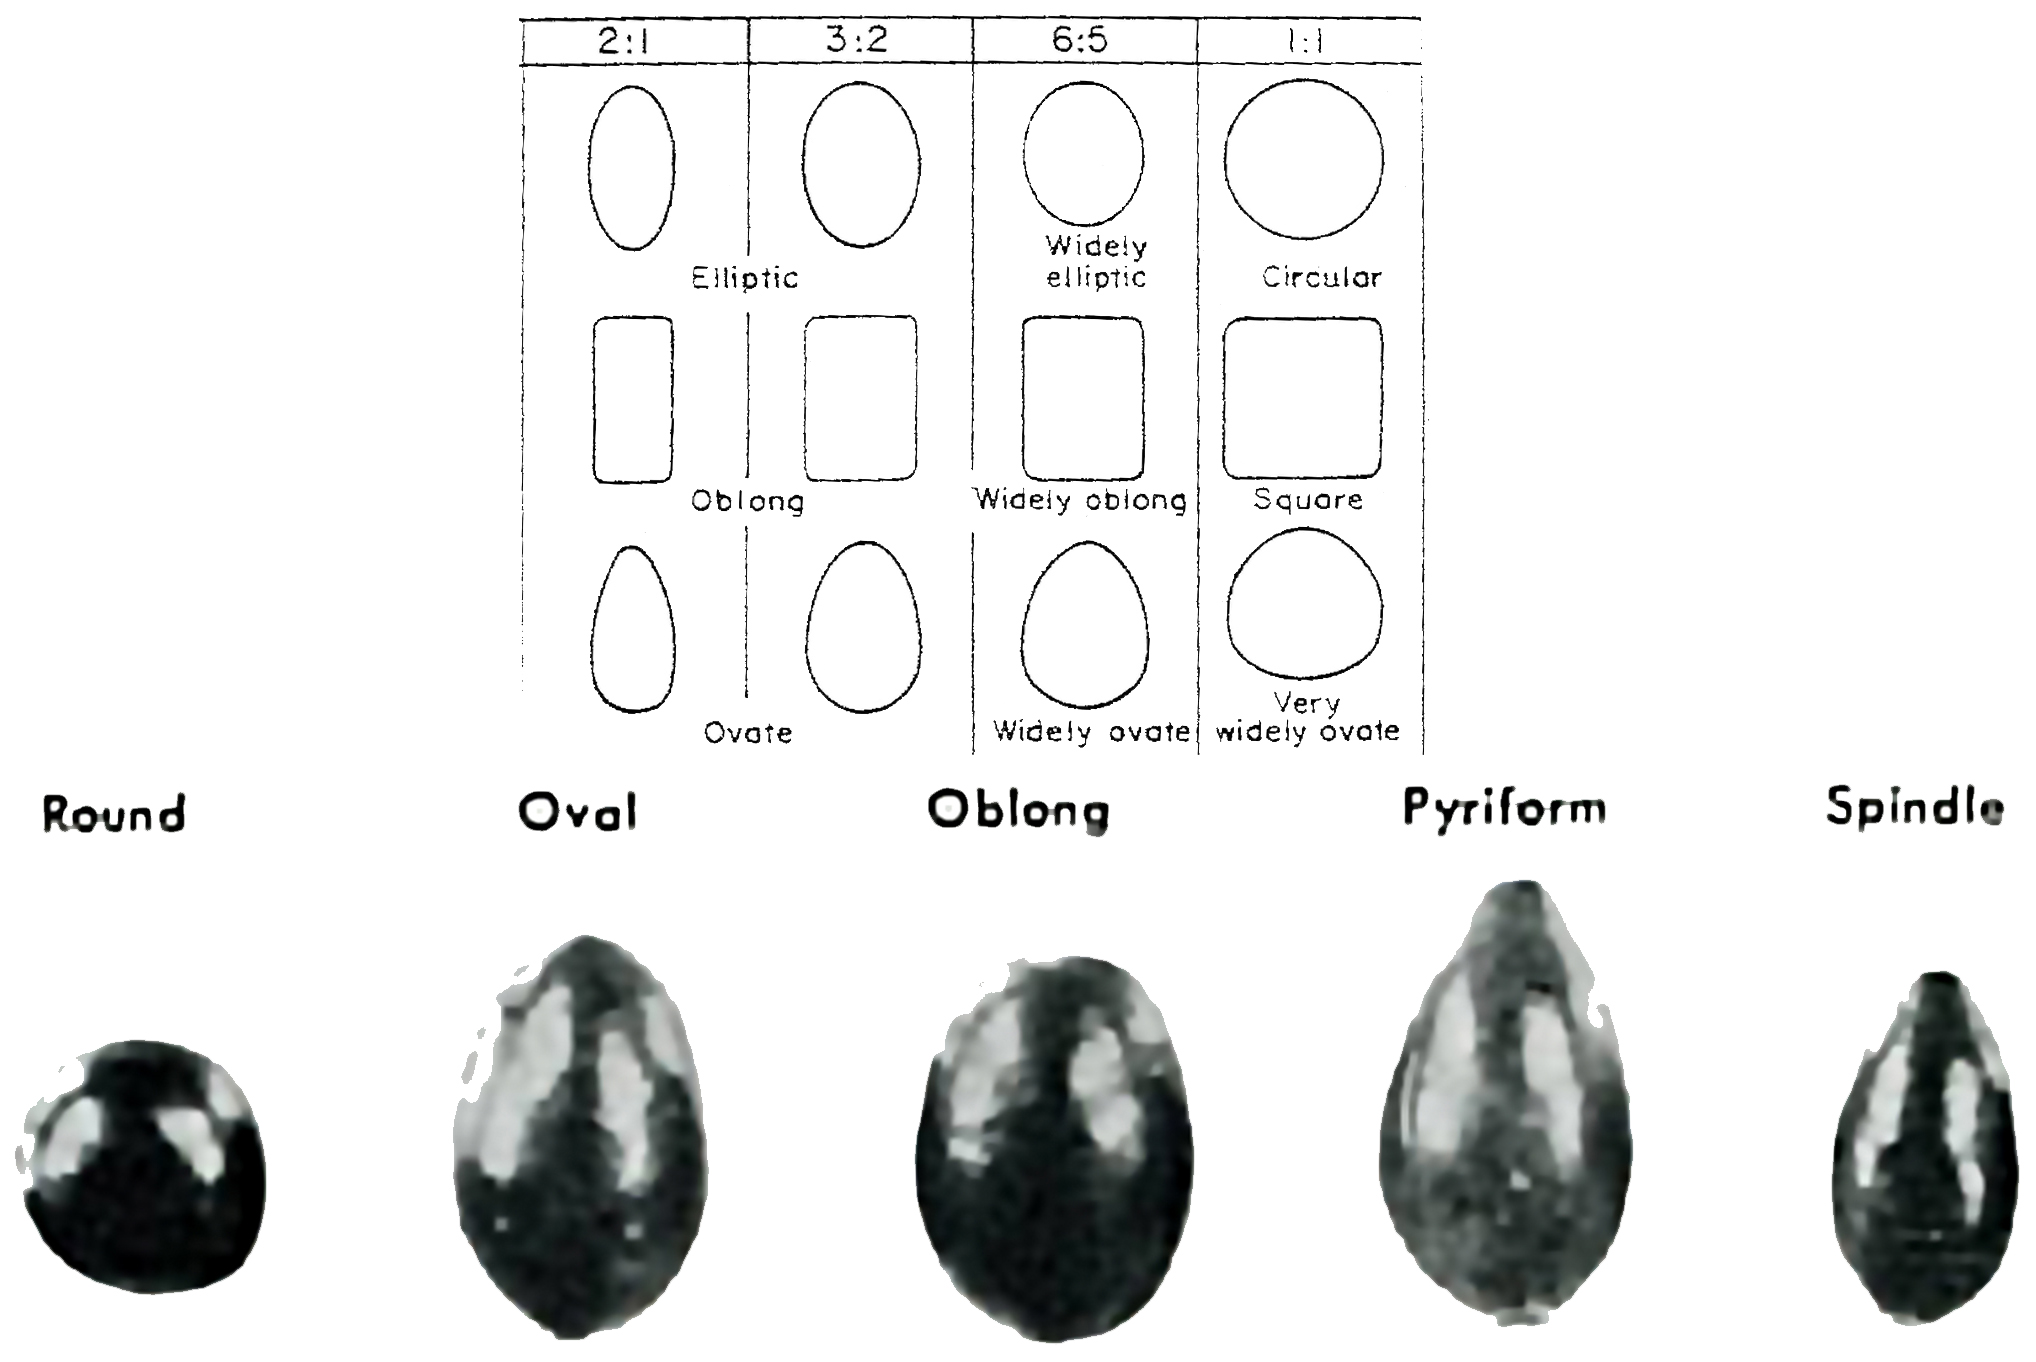 2:1 3:2 6:5 1:1
Elliptic
Widely
elliptic
Circular
Oblong
Widely oblong
Square
Ovate
Widely ovate
Very
widely ovate
Round Oval Oblong Pyriform Spindle